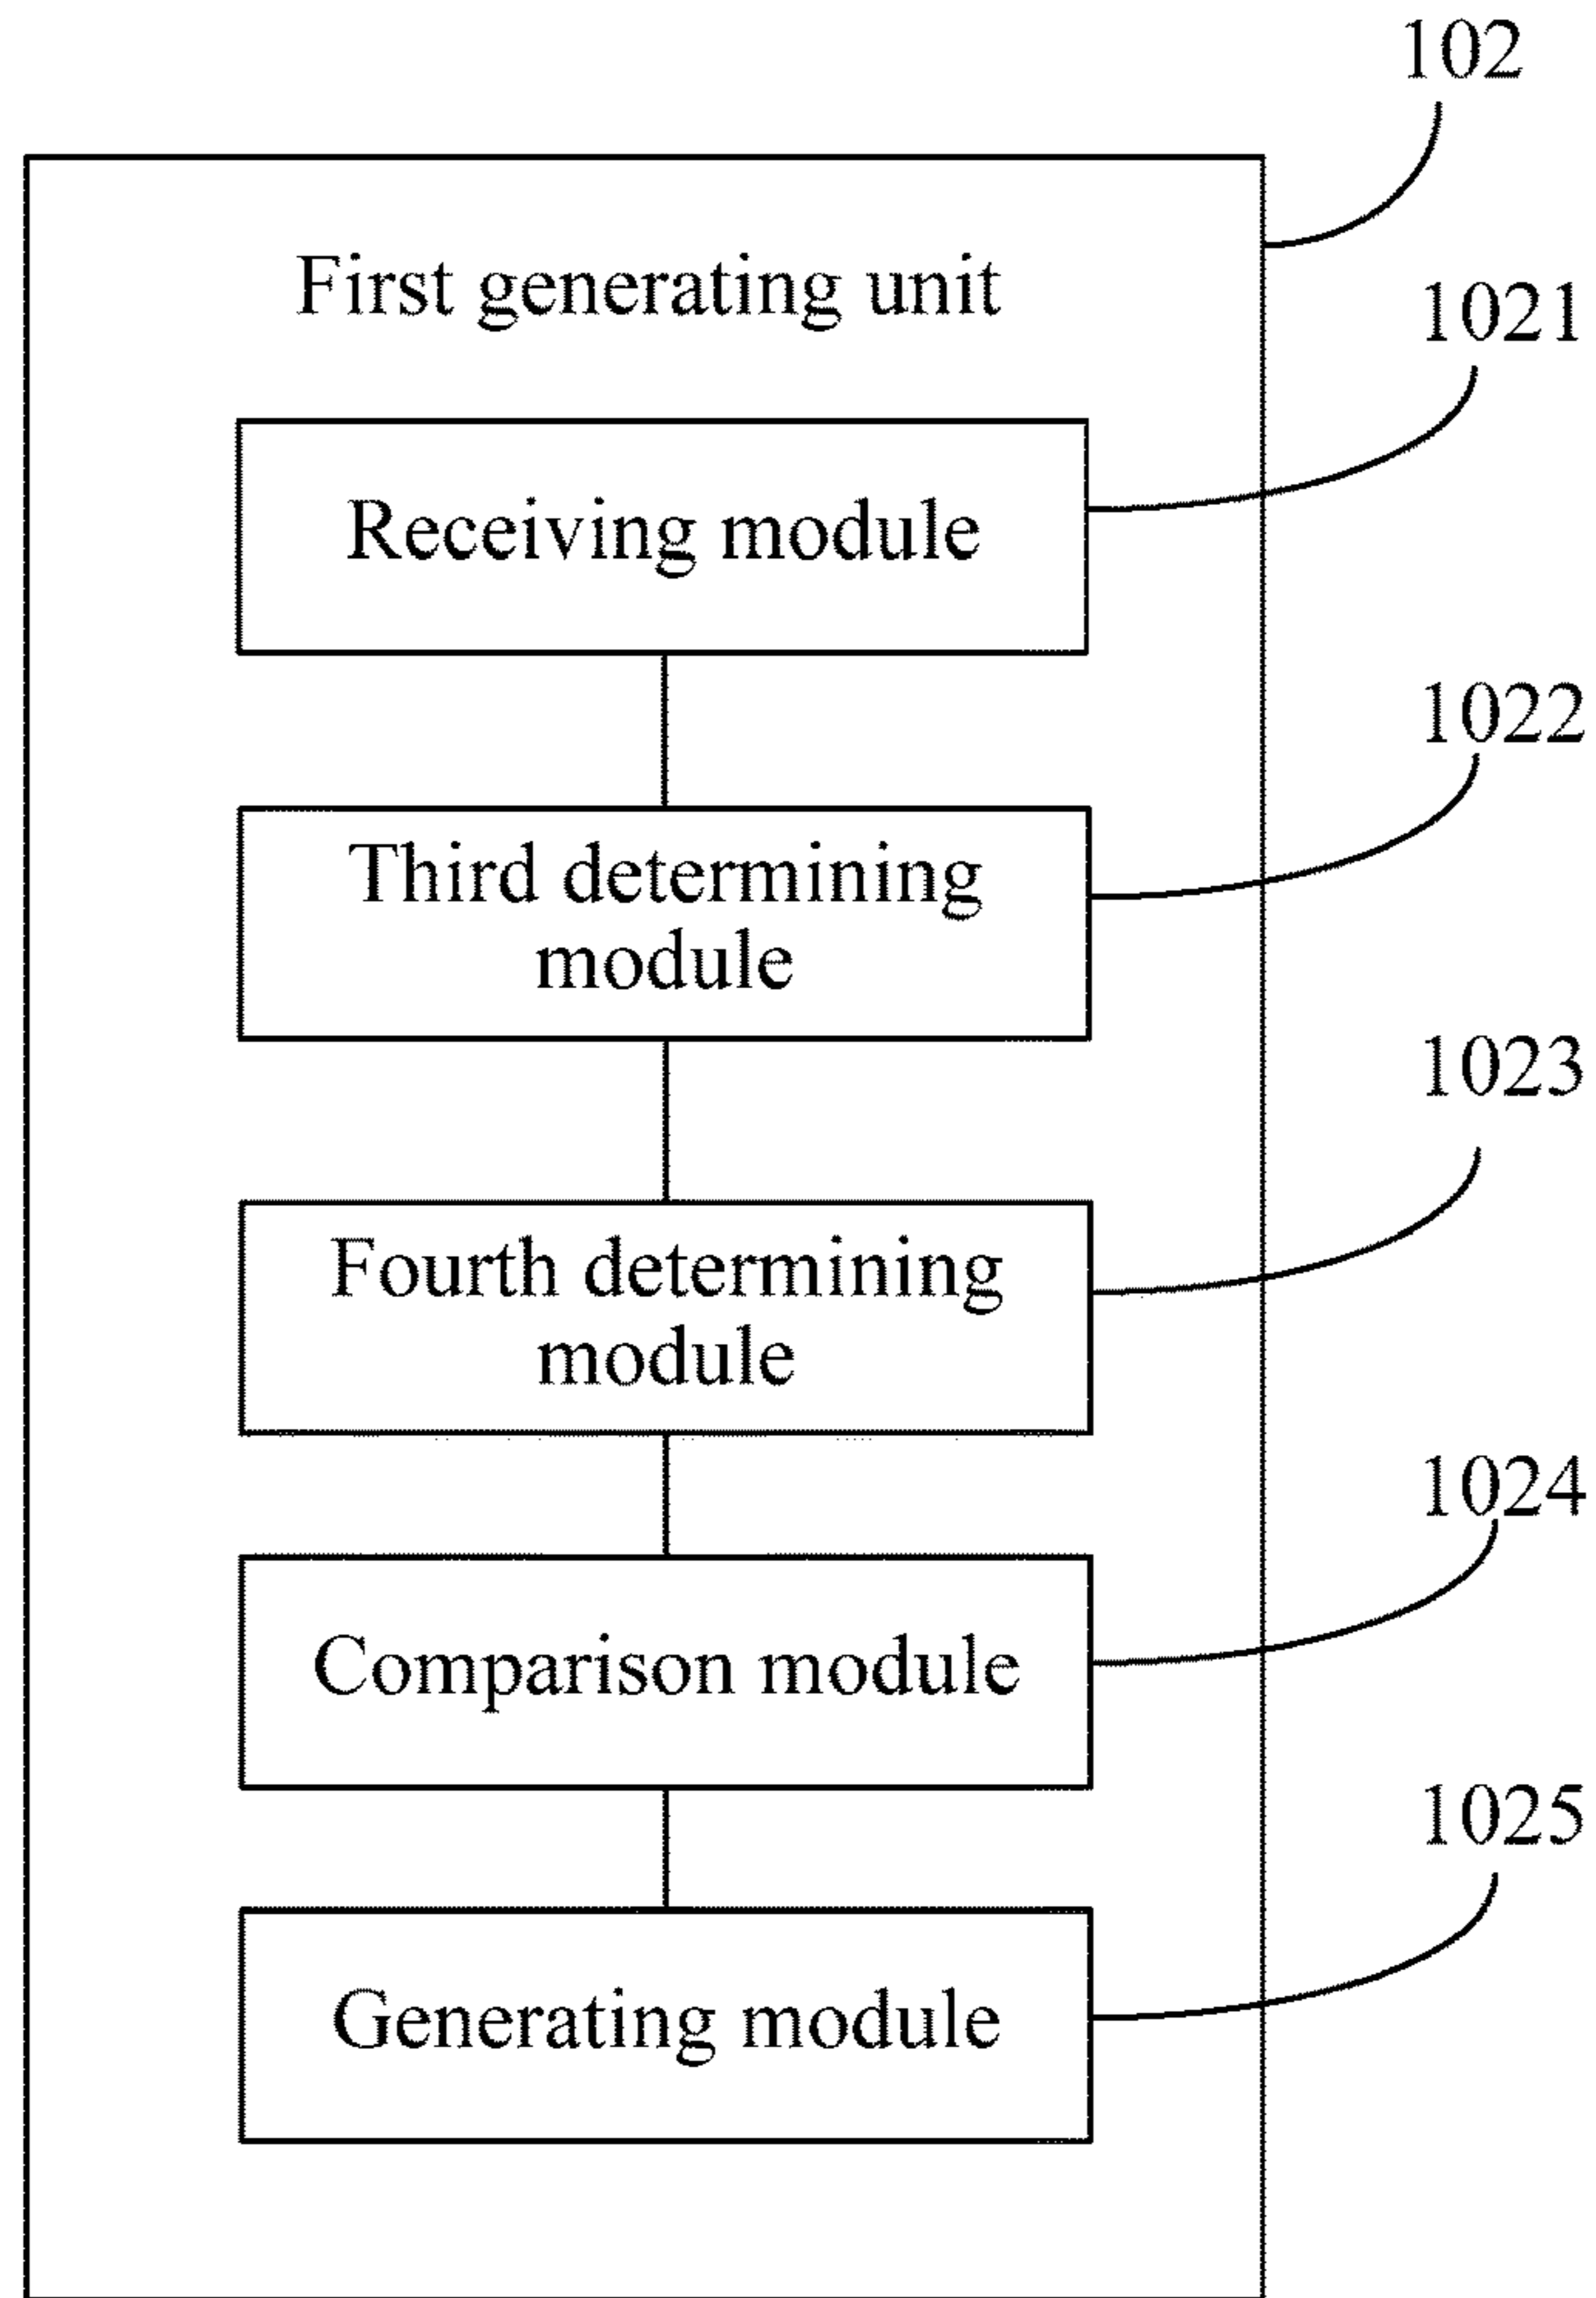 102
First generating unit
1021
Receiving module
1022
Third determining
module
1023
Fourth determining
module
1024
Comparison module
1025
Generating module